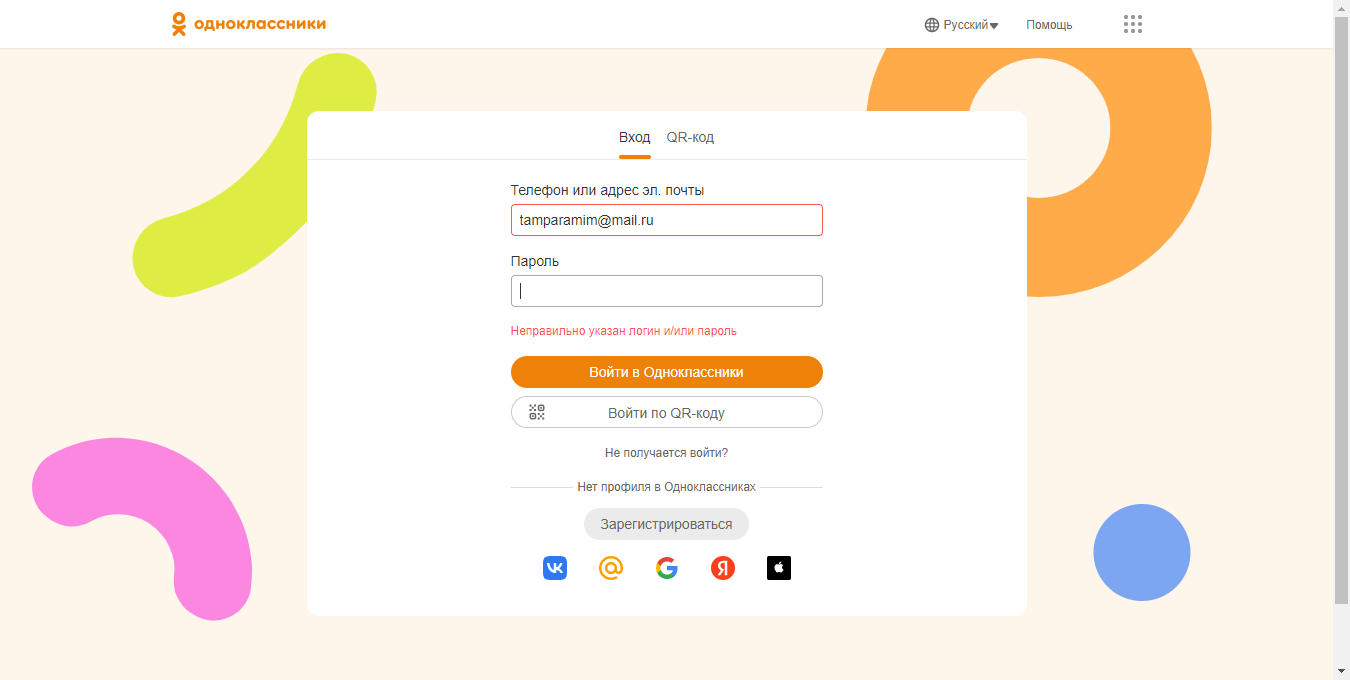 одноклассники
Русский
Помощь
Вход
QR-код
Телефон или адрес эл. почты
tamparamim@mail.ru
Пароль
Неправильно указан логин и/или пароль
Войти в Одноклассники
Войти по QR-коду
Не получается войти?
Нет профиля в Одноклассниках
Зарегистрироваться